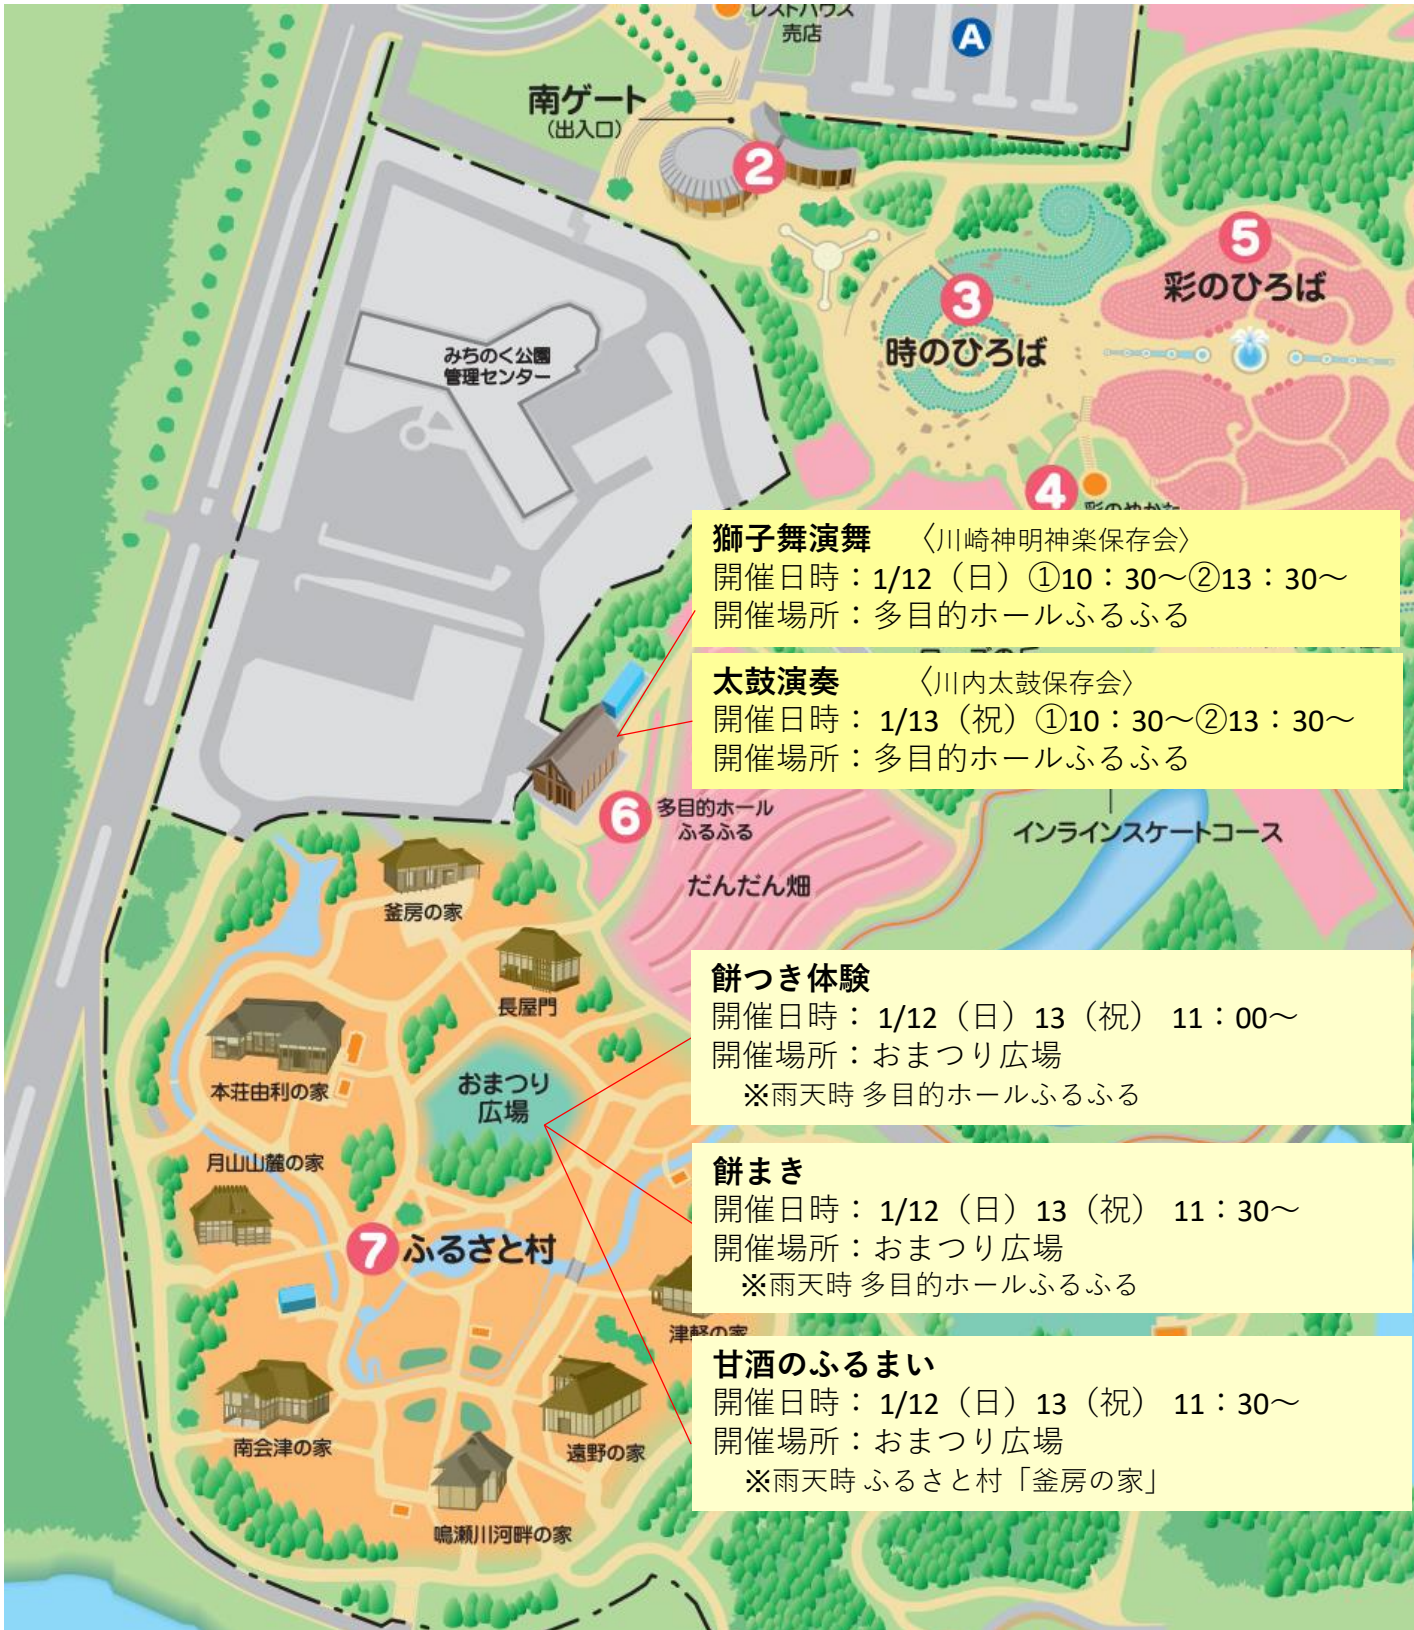 レストハウス
売店
A
南ゲート
(出入口)
2
5
彩のひろば
3
時のひろば
みちのく公園
管理センター
4
獅子舞演舞 〈川崎神明神楽保存会〉
開催日時：1/12（日）①10：30～②13：30～
開催場所：多目的ホールふるふる
太鼓演奏 〈川内太鼓保存会〉
開催日時： 1/13（祝）①10：30～②13：30～
開催場所：多目的ホールふるふる
6
多目的ホール
ふるふる
インラインスケートコース
だんだん畑
釜房の家
長屋門
餅つき体験
開催日時： 1/12（日）13（祝） 11：00～
開催場所：おまつり広場
※雨天時 多目的ホールふるふる
本荘由利の家
おまつり
広場
月山山麓の家
餅まき
開催日時： 1/12（日）13（祝） 11：30～
開催場所：おまつり広場
※雨天時 多目的ホールふるふる
7
ふるさと村
津軽の家
甘酒のふるまい
開催日時： 1/12（日）13（祝） 11：30～
開催場所：おまつり広場
※雨天時 ふるさと村「釜房の家」
南会津の家
遠野の家
鳴瀬川河畔の家